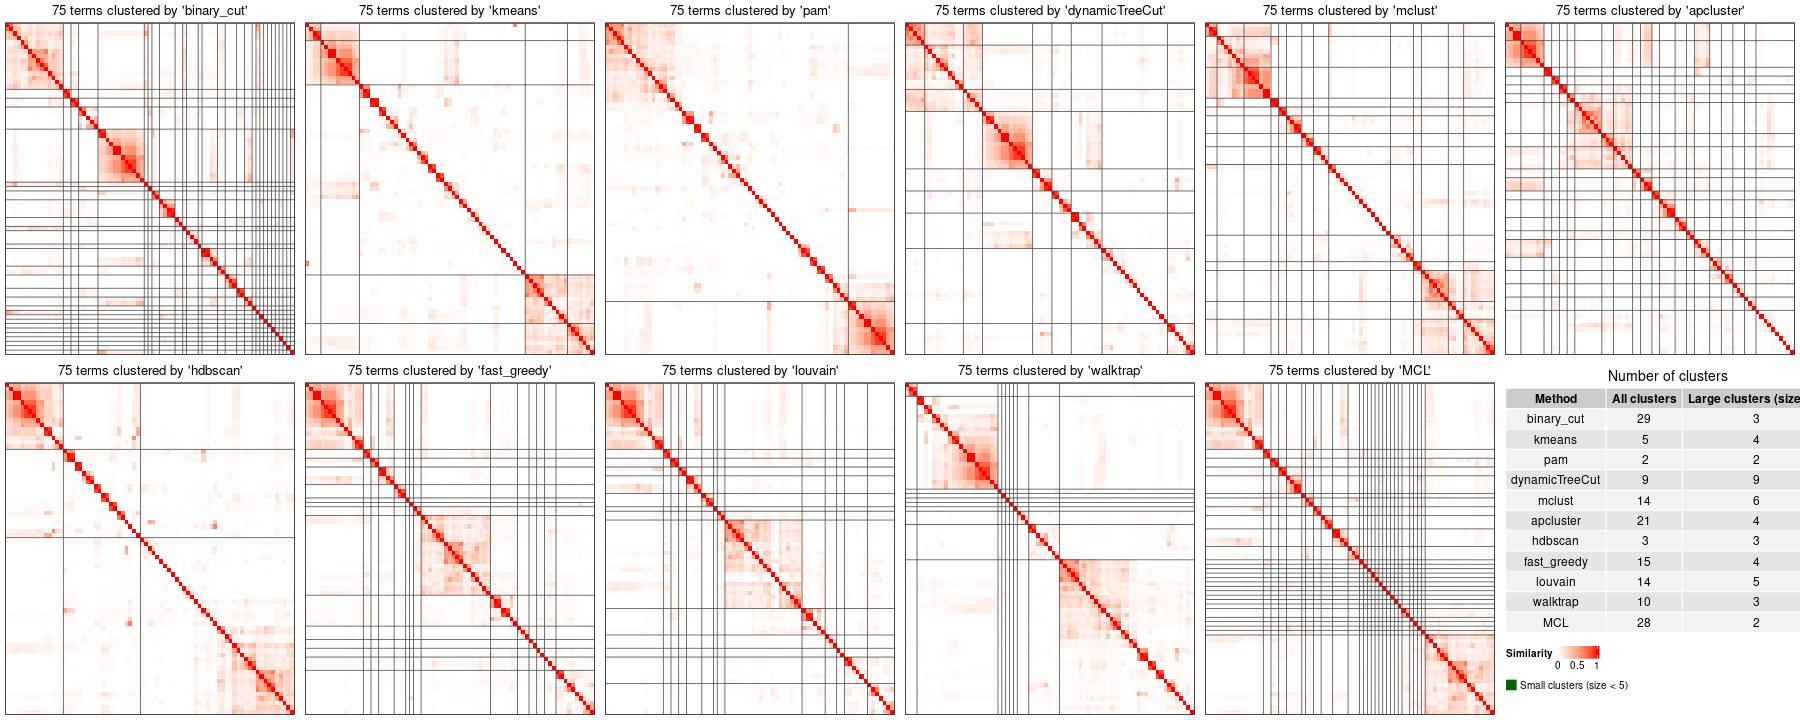 75 terms clustered by 'binary_cut'
75 terms clustered by 'kmeans'
75 terms clustered by 'pam'
75 terms clustered by 'dynamicTreeCut'
75 terms clustered by 'mclust'
75 terms clustered by 'apcluster'
75 terms clustered by 'hdbscan'
75 terms clustered by 'fast_greedy'
75 terms clustered by 'louvain'
75 terms clustered by 'walktrap'
75 terms clustered by 'MCL'
Number of clusters
Method All clusters Large clusters (size
binary_cut 29 3
kmeans 5 4
pam 2 2
dynamicTreeCut 9 9
mclust 14 6
apcluster 21 4
hdbscan 3 3
fast_greedy 15 4
louvain 14 5
walktrap 10 3
MCL 28 2
Similarity
0 0.5 1
Small clusters (size < 5)